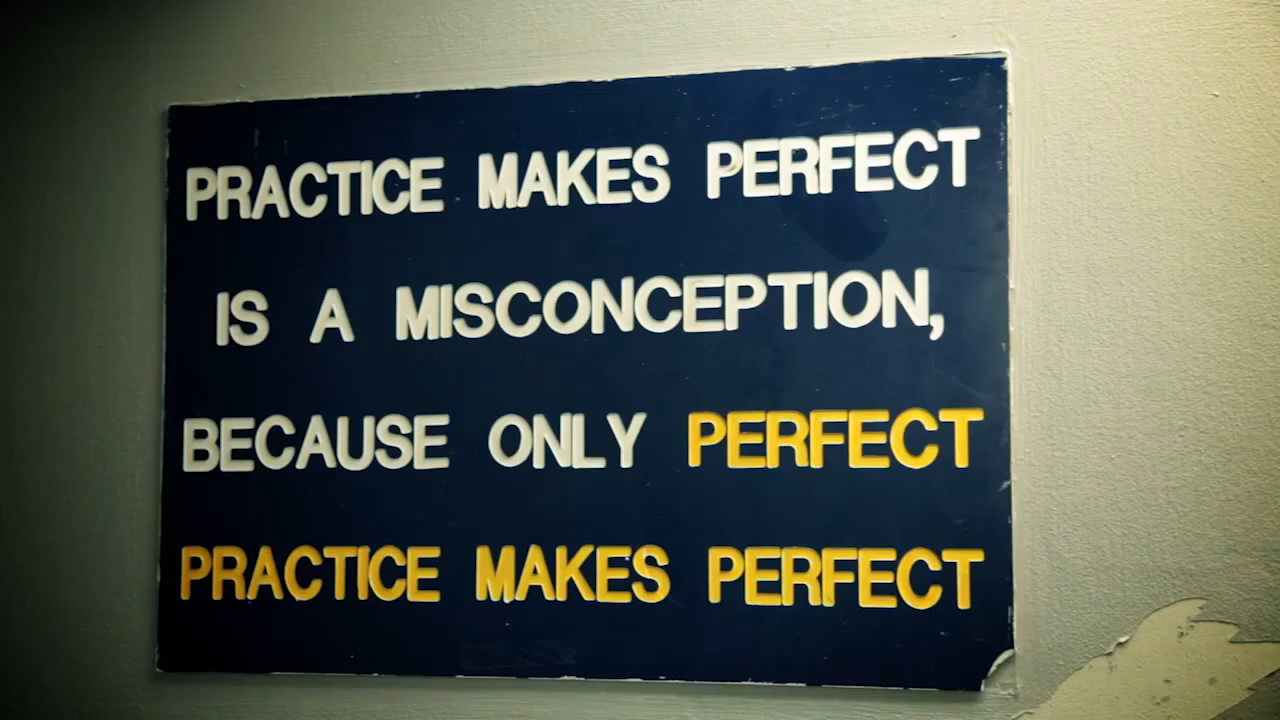 PRACTICE MAKES PERFECT
IS A MISCONCEPTION,
BECAUSE ONLY PERFECT
PRACTICE MAKES PERFECT